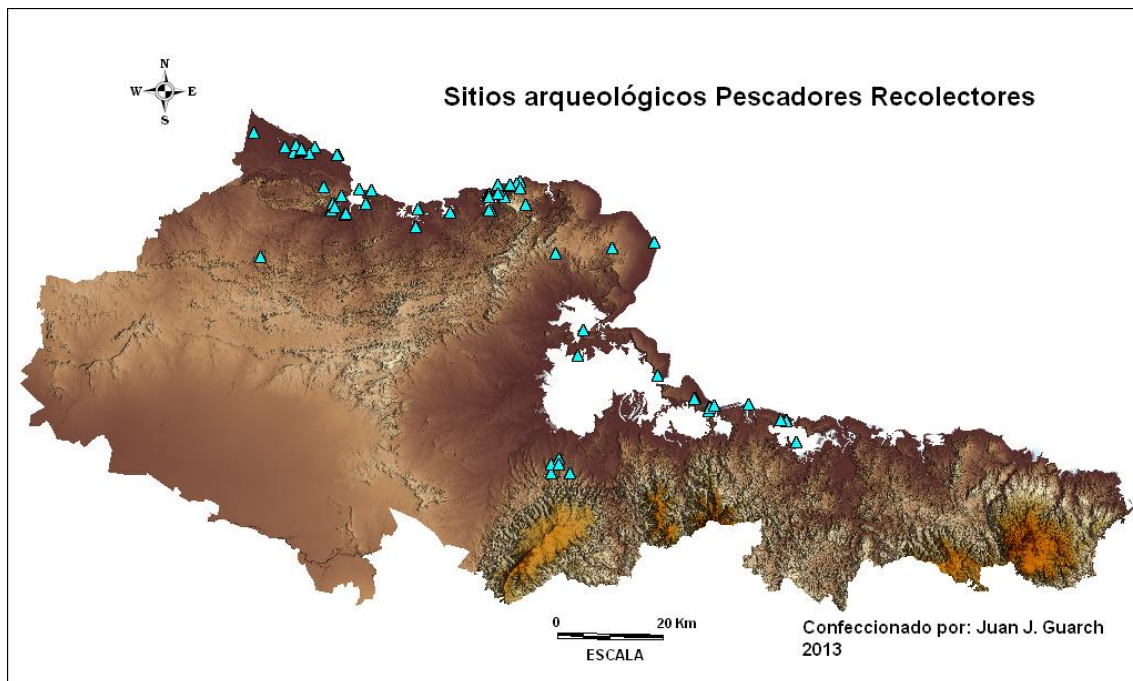 N
W E
S
Sitios arqueológicos Pescadores Recolectores
0 20 Km
ESCALA
Confeccionado por: Juan J. Guarch
2013